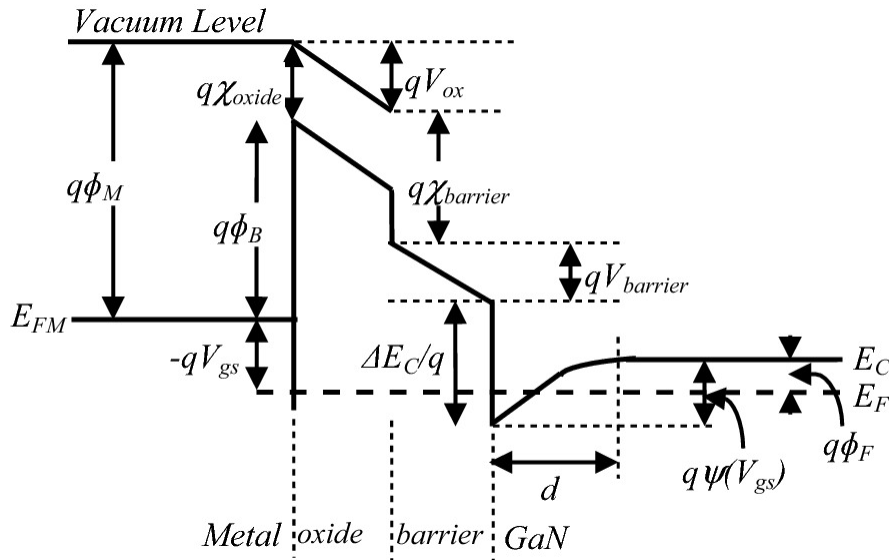 Vacuum Level
qχoxide
qVox
qϕM
qϕB
qχbarrier
qVbarrier
EFM
-qVgs
ΔEC/q
EC
EF
qϕF
qψ(Vgs)
d
Metal oxide barrier GaN